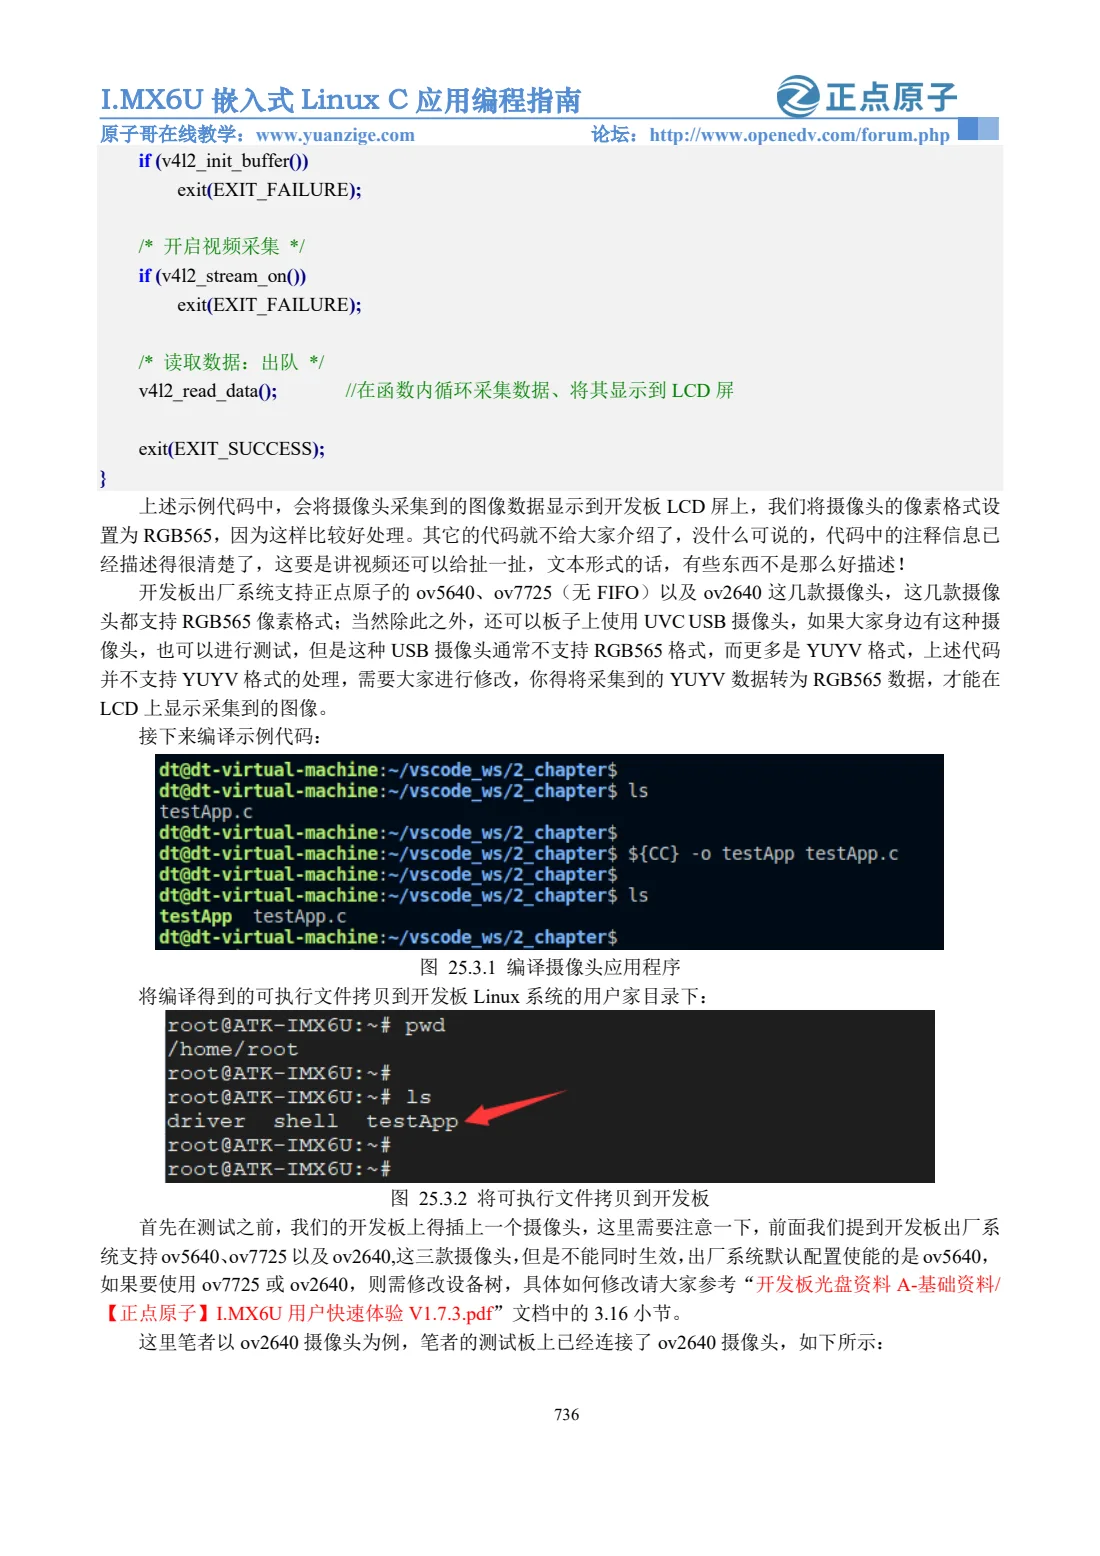 I.MX6U 嵌入式 Linux C 应用编程指南
正点原子
原子哥在线教学：www.yuanzige.com
论坛：http://www.openedv.com/forum.php
if (v4l2_init_buffer())
exit(EXIT_FAILURE);
/* 开启视频采集 */
if (v4l2_stream_on())
exit(EXIT_FAILURE);
/* 读取数据：出队 */
v4l2_read_data(); //在函数内循环采集数据、将其显示到 LCD 屏
exit(EXIT_SUCCESS);
}
上述示例代码中，会将摄像头采集到的图像数据显示到开发板 LCD 屏上，我们将摄像头的像素格式设
置为 RGB565，因为这样比较好处理。其它的代码就不给大家介绍了，没什么可说的，代码中的注释信息已
经描述得很清楚了，这要是讲视频还可以给扯一扯，文本形式的话，有些东西不是那么好描述！
开发板出厂系统支持正点原子的 ov5640、ov7725（无 FIFO）以及 ov2640 这几款摄像头，这几款摄像
头都支持 RGB565 像素格式；当然除此之外，还可以板子上使用 UVC USB 摄像头，如果大家身边有这种摄
像头，也可以进行测试，但是这种 USB 摄像头通常不支持 RGB565 格式，而更多是 YUYV 格式，上述代码
并不支持 YUYV 格式的处理，需要大家进行修改，你得将采集到的 YUYV 数据转为 RGB565 数据，才能在
LCD 上显示采集到的图像。
接下来编译示例代码：
dt@dt-virtual-machine:~/vscode_ws/2_chapter$
dt@dt-virtual-machine:~/vscode_ws/2_chapter$ ls
testApp.c
dt@dt-virtual-machine:~/vscode_ws/2_chapter$
dt@dt-virtual-machine:~/vscode_ws/2_chapter$ ${CC} -o testApp testApp.c
dt@dt-virtual-machine:~/vscode_ws/2_chapter$
dt@dt-virtual-machine:~/vscode_ws/2_chapter$ ls
testApp testApp.c
dt@dt-virtual-machine:~/vscode_ws/2_chapter$
图 25.3.1 编译摄像头应用程序
将编译得到的可执行文件拷贝到开发板 Linux 系统的用户家目录下：
root@ATK-IMX6U:~# pwd
/home/root
root@ATK-IMX6U:~#
root@ATK-IMX6U:~# ls
driver shell testApp
root@ATK-IMX6U:~#
root@ATK-IMX6U:~#
图 25.3.2 将可执行文件拷贝到开发板
首先在测试之前，我们的开发板上得插上一个摄像头，这里需要注意一下，前面我们提到开发板出厂系
统支持 ov5640、ov7725 以及 ov2640,这三款摄像头，但是不能同时生效，出厂系统默认配置使能的是 ov5640，
如果要使用 ov7725 或 ov2640，则需修改设备树，具体如何修改请大家参考“开发板光盘资料 A-基础资料/
【正点原子】I.MX6U 用户快速体验 V1.7.3.pdf”文档中的 3.16 小节。
这里笔者以 ov2640 摄像头为例，笔者的测试板上已经连接了 ov2640 摄像头，如下所示：
736